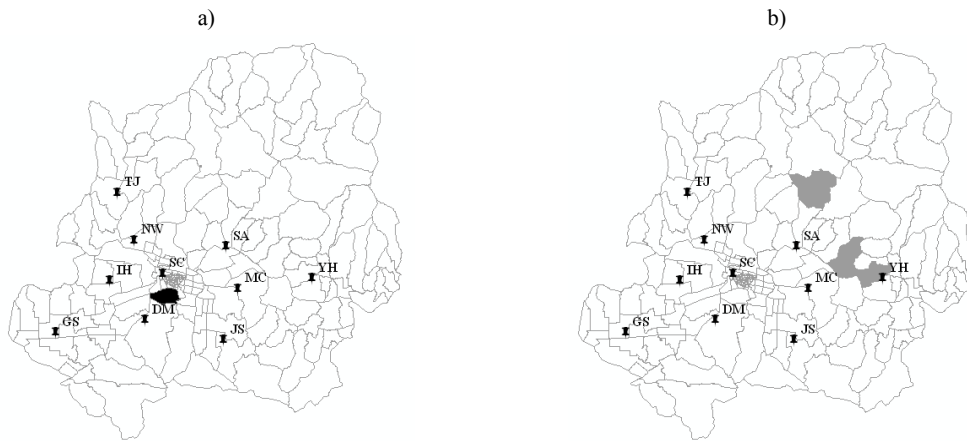 a) b)
TJ TJ
NW NW
SA SA
SC SC
IH YH IH YH
MC MC
DM DM
GS GS
JS JS